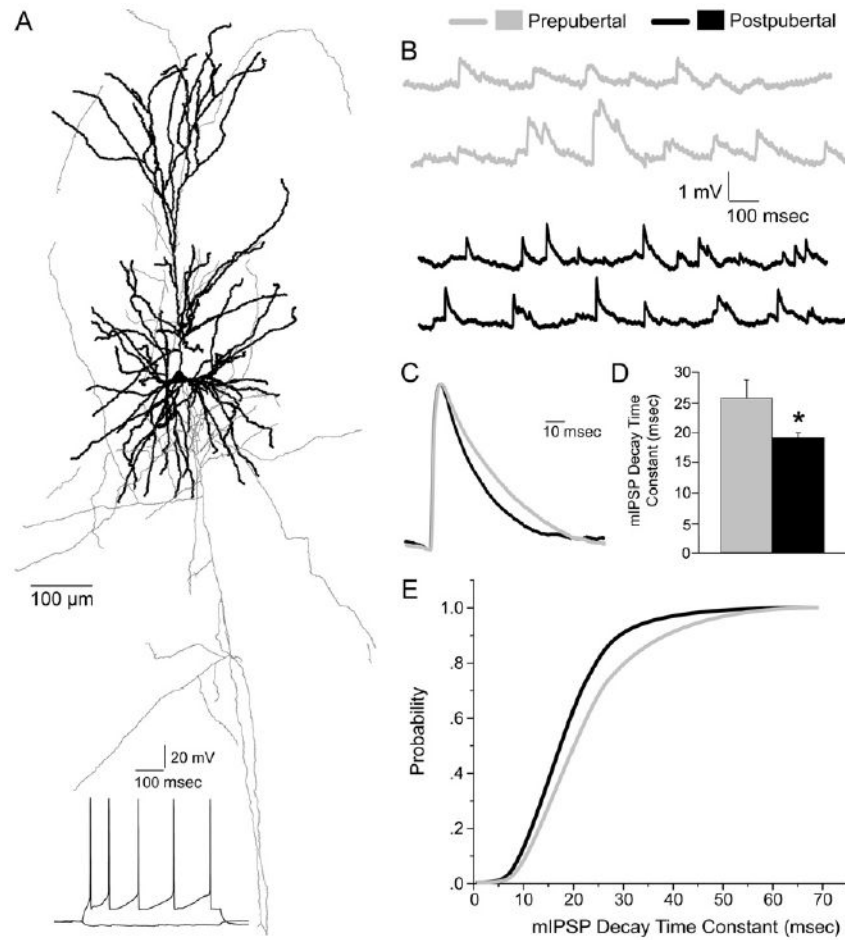 Prepubertal Postpubertal
A
B
1 mV
100 msec
C
10 msec
D
mIPSP Decay Time
Constant (msec)
30
25
20
15
10
5
0
*
100 µm
20 mV
100 msec
E
Probability
1.0
.8
.6
.4
.2
.0
0 10 20 30 40 50 60 70
mIPSP Decay Time Constant (msec)